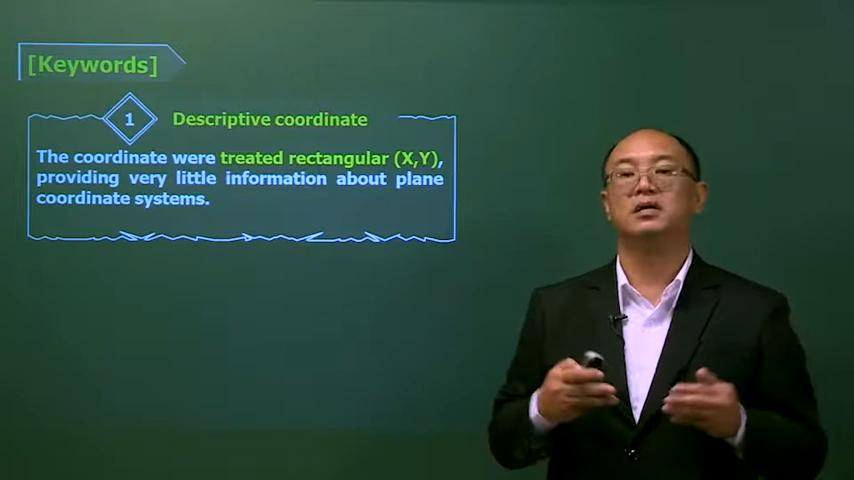 [Keywords]
1
Descriptive coordinate
The coordinate were treated rectangular (X,Y),
providing very little information about plane
coordinate systems.